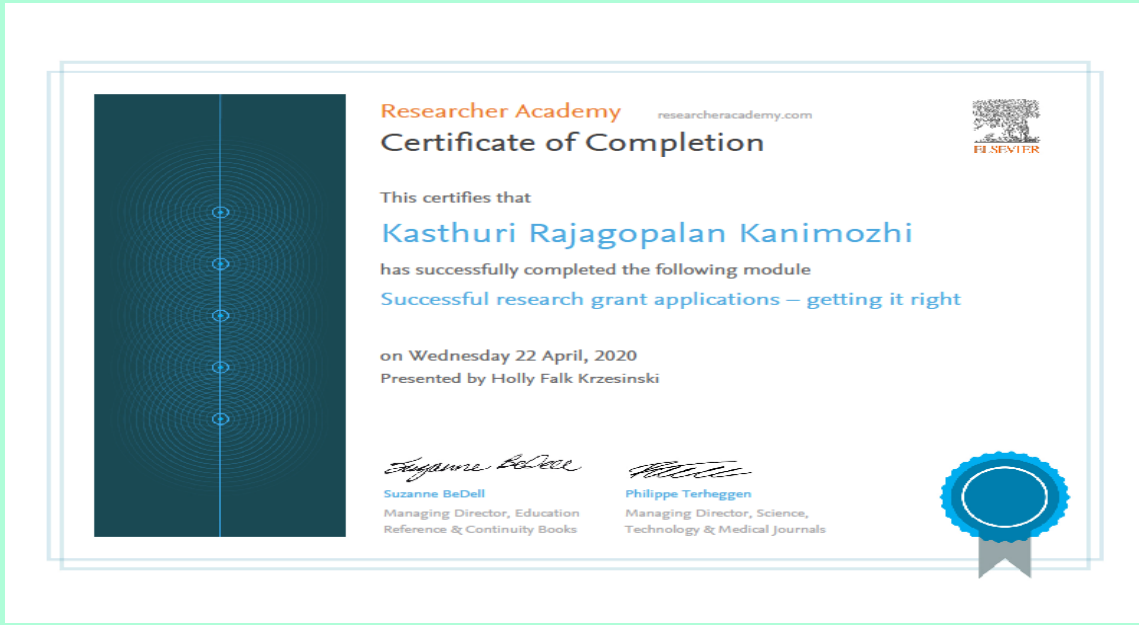 Researcher Academy researcheracademy.com
Certificate of Completion
ELSEVIER
This certifies that
Kasthuri Rajagopalan Kanimozhi
has successfully completed the following module
Successful research grant applications – getting it right
on Wednesday 22 April, 2020
Presented by Holly Falk Krzesinski
Suzanne BeDell
Suzanne BeDell
Managing Director, Education
Reference & Continuity Books
Philippe Terheggen
Managing Director, Science,
Technology & Medical Journals